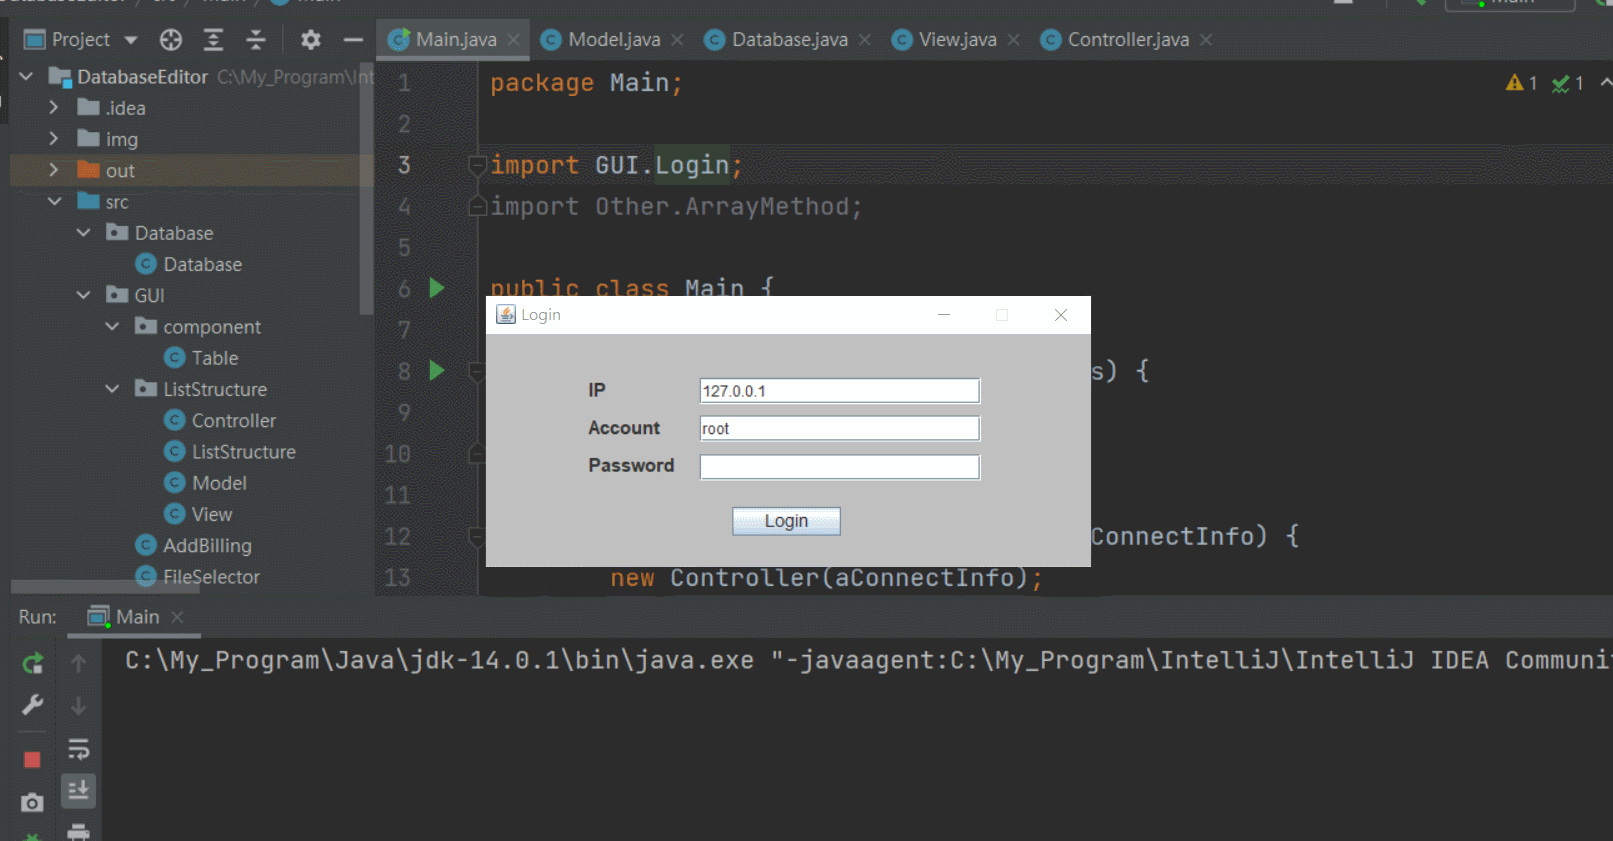 Project
Main.java
Model.java
Database.java
View.java
Controller.java
DatabaseEditor C:\My_Program\Int
.idea
img
out
src
Database
Database
GUI
component
Table
ListStructure
Controller
ListStructure
Model
View
AddBilling
FileSelector
1 package Main;
2
3 import GUI.Login;
4 import Other.ArrayMethod;
5
6 public class Main {
7
8 s) {
9
10
11
12 ConnectInfo) {
13 new Controller(aConnectInfo);
1
1
Login
IP
127.0.0.1
Account
root
Password
Login
Run: Main
C:\My_Program\Java\jdk-14.0.1\bin\java.exe "-javaagent:C:\My_Program\IntelliJ\IntelliJ IDEA Communi